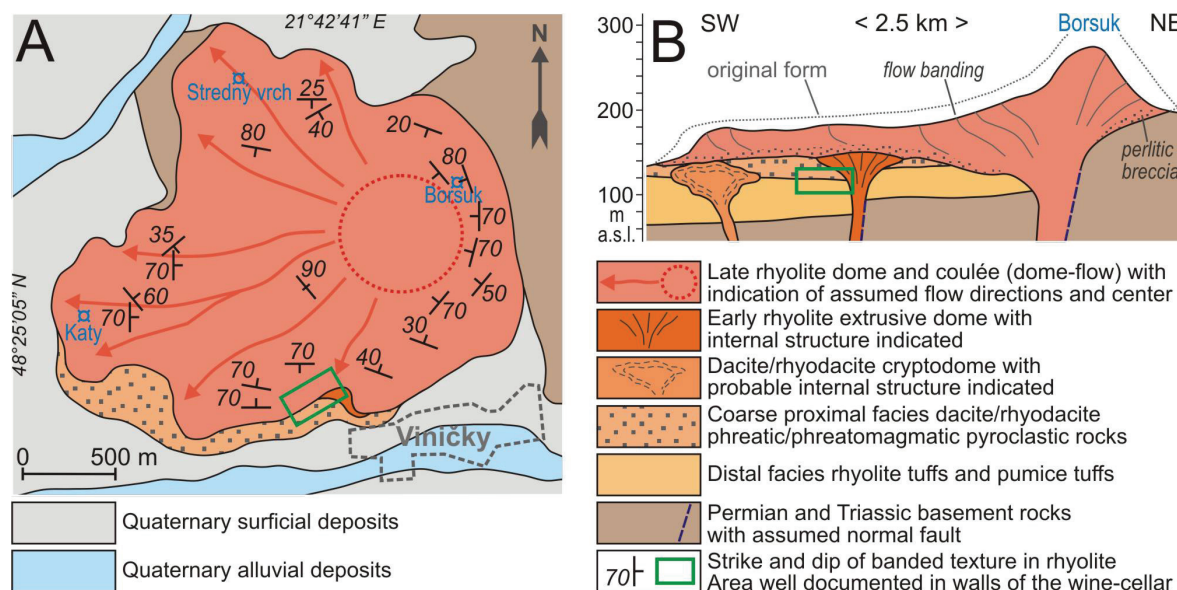 A
21°42'41" E
N
48°25'05" N
Stredný vrch
25
40
80
20
80
Borsuk
70
70
35
70
90
50
60
70
70
Katy
30
70
40
70
Viničky
0 500 m
Quaternary surficial deposits
Quaternary alluvial deposits
B
SW < 2.5 km > Borsuk NE
original form
flow banding
300
200
perlitic
breccia
100
m
a.s.l.
Late rhyolite dome and coulée (dome-flow) with
indication of assumed flow directions and center
Early rhyolite extrusive dome with
internal structure indicated
Dacite/rhyodacite cryptodome with
probable internal structure indicated
Coarse proximal facies dacite/rhyodacite
phreatic/phreatomagmatic pyroclastic rocks
Distal facies rhyolite tuffs and pumice tuffs
Permian and Triassic basement rocks
with assumed normal fault
70 Strike and dip of banded texture in rhyolite
Area well documented in walls of the wine-cellar